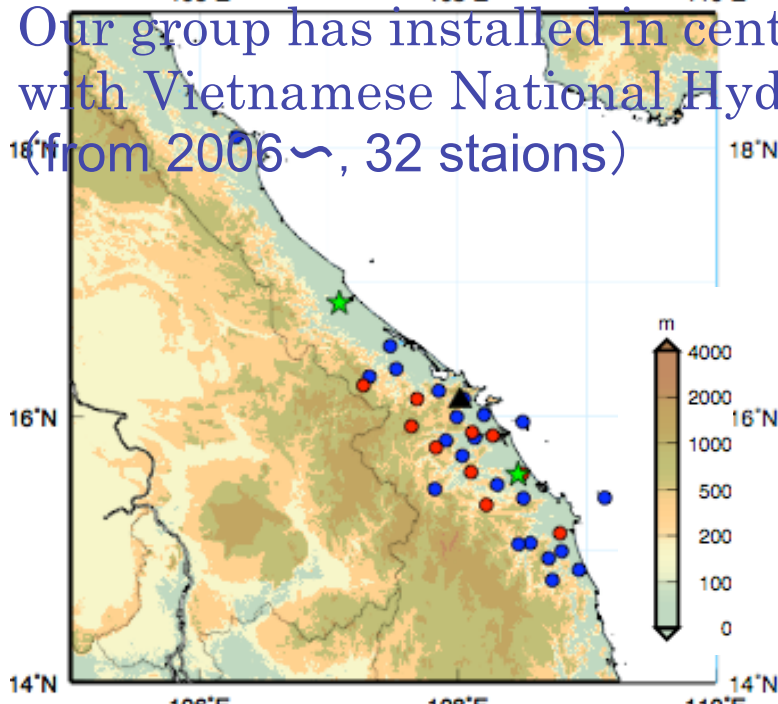 Our group has installed in cent
with Vietnamese National Hyd
(from 2006〜, 32 staions)
18°N
18°N
m
4000
2000
16°N
16°N
1000
500
200
100
0
14°N
14°N